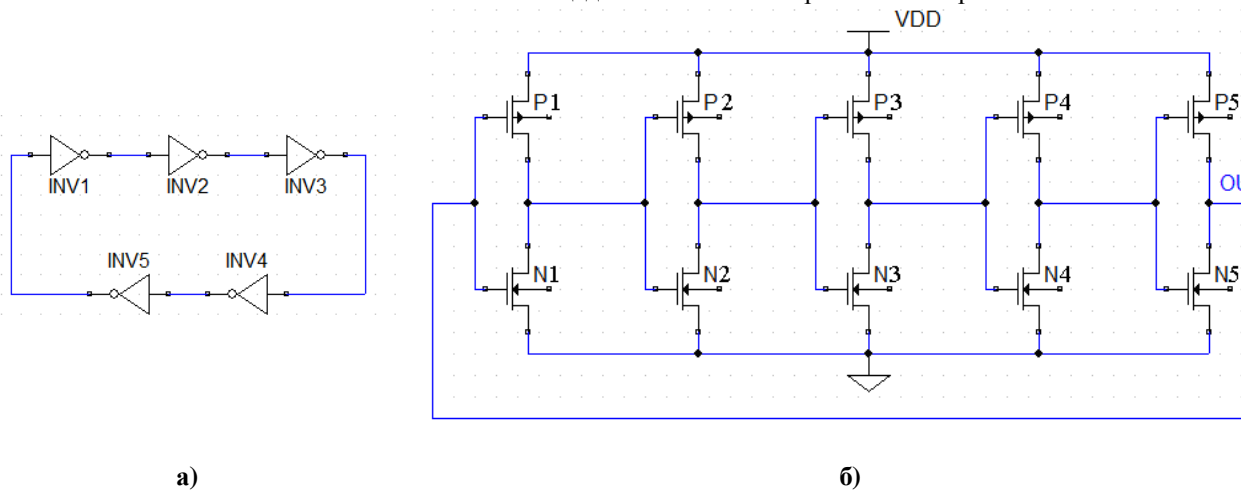 VDD
P1 P2 P3 P4 P5
INV1 INV2 INV3
INV5 INV4
N1 N2 N3 N4 N5
а) б)